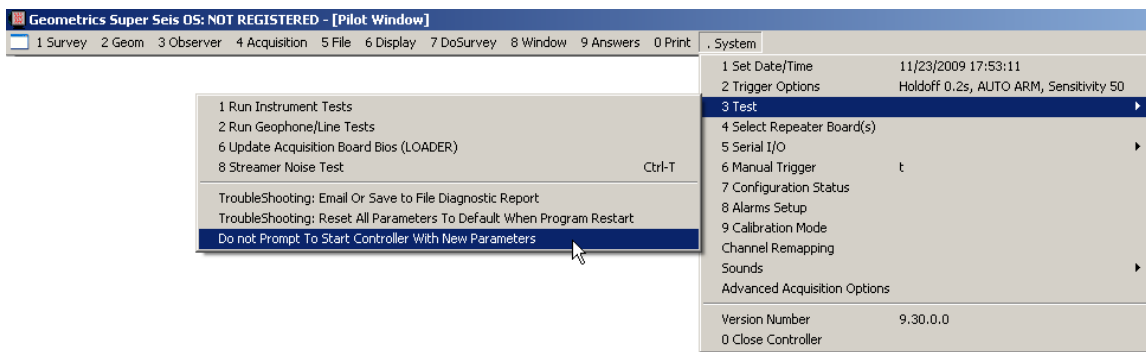 Geometrics Super Seis OS: NOT REGISTERED - [Pilot Window]
1 Survey 2 Geom 3 Observer 4 Acquisition 5 File 6 Display 7 DoSurvey 8 Window 9 Answers 0 Print . System
1 Set Date/Time 11/23/2009 17:53:11
2 Trigger Options Holdoff 0.2s, AUTO ARM, Sensitivity 50
3 Test
4 Select Repeater Board(s)
5 Serial I/O
6 Manual Trigger t
7 Configuration Status
8 Alarms Setup
9 Calibration Mode
Channel Remapping
Sounds
Advanced Acquisition Options
Version Number 9.30.0.0
0 Close Controller
1 Run Instrument Tests
2 Run Geophone/Line Tests
6 Update Acquisition Board Bios (LOADER)
8 Streamer Noise Test Ctrl-T
TroubleShooting: Email Or Save to File Diagnostic Report
TroubleShooting: Reset All Parameters To Default When Program Restart
Do not Prompt To Start Controller With New Parameters